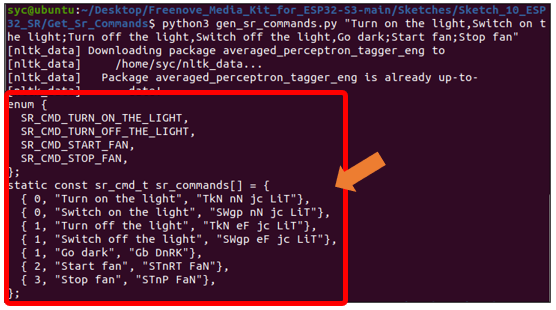 syc@ubuntu:~/Desktop/Freenove_Media_Kit_for_ESP32-S3-main/Sketches/Sketch_10_ESP
32_SR/Get_Sr_Commands$ python3 gen_sr_commands.py "Turn on the light,Switch on t
he light;Turn off the light,Switch off the light,Go dark;Start fan;Stop fan"
[nltk_data] Downloading package averaged_perceptron_tagger_eng to
[nltk_data]     /home/syc/nltk_data...
[nltk_data]   Package averaged_perceptron_tagger_eng is already up-to-
[nltk_data]       date!
enum {
  SR_CMD_TURN_ON_THE_LIGHT,
  SR_CMD_TURN_OFF_THE_LIGHT,
  SR_CMD_START_FAN,
  SR_CMD_STOP_FAN,
};
static const sr_cmd_t sr_commands[] = {
  { 0, "Turn on the light", "TkN nN jc LiT"},
  { 0, "Switch on the light", "SWgp nN jc LiT"},
  { 1, "Turn off the light", "TkN eF jc LiT"},
  { 1, "Switch off the light", "SWgp eF jc LiT"},
  { 1, "Go dark", "Gb DnRK"},
  { 2, "Start fan", "STnRT FaN"},
  { 3, "Stop fan", "STnP FaN"},
};